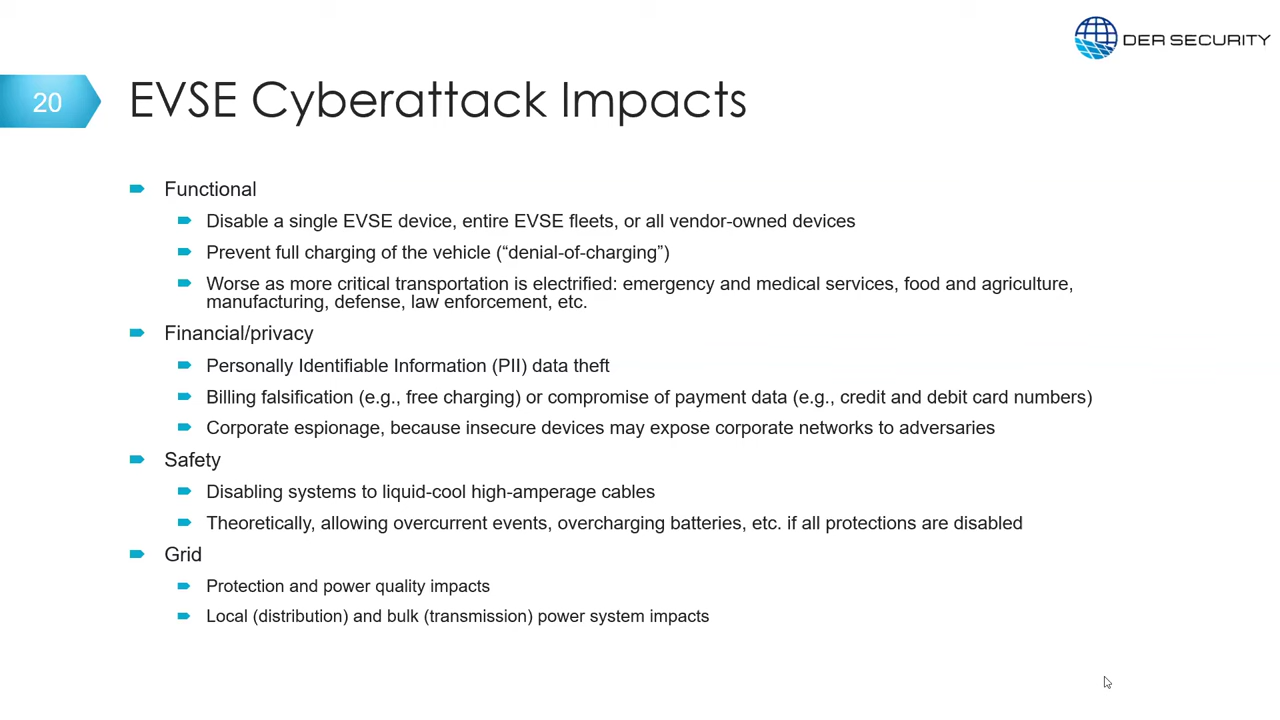 DER SECURITY
20
EVSE Cyberattack Impacts
Functional
Disable a single EVSE device, entire EVSE fleets, or all vendor-owned devices
Prevent full charging of the vehicle (“denial-of-charging”)
Worse as more critical transportation is electrified: emergency and medical services, food and agriculture,
manufacturing, defense, law enforcement, etc.
Financial/privacy
Personally Identifiable Information (PII) data theft
Billing falsification (e.g., free charging) or compromise of payment data (e.g., credit and debit card numbers)
Corporate espionage, because insecure devices may expose corporate networks to adversaries
Safety
Disabling systems to liquid-cool high-amperage cables
Theoretically, allowing overcurrent events, overcharging batteries, etc. if all protections are disabled
Grid
Protection and power quality impacts
Local (distribution) and bulk (transmission) power system impacts